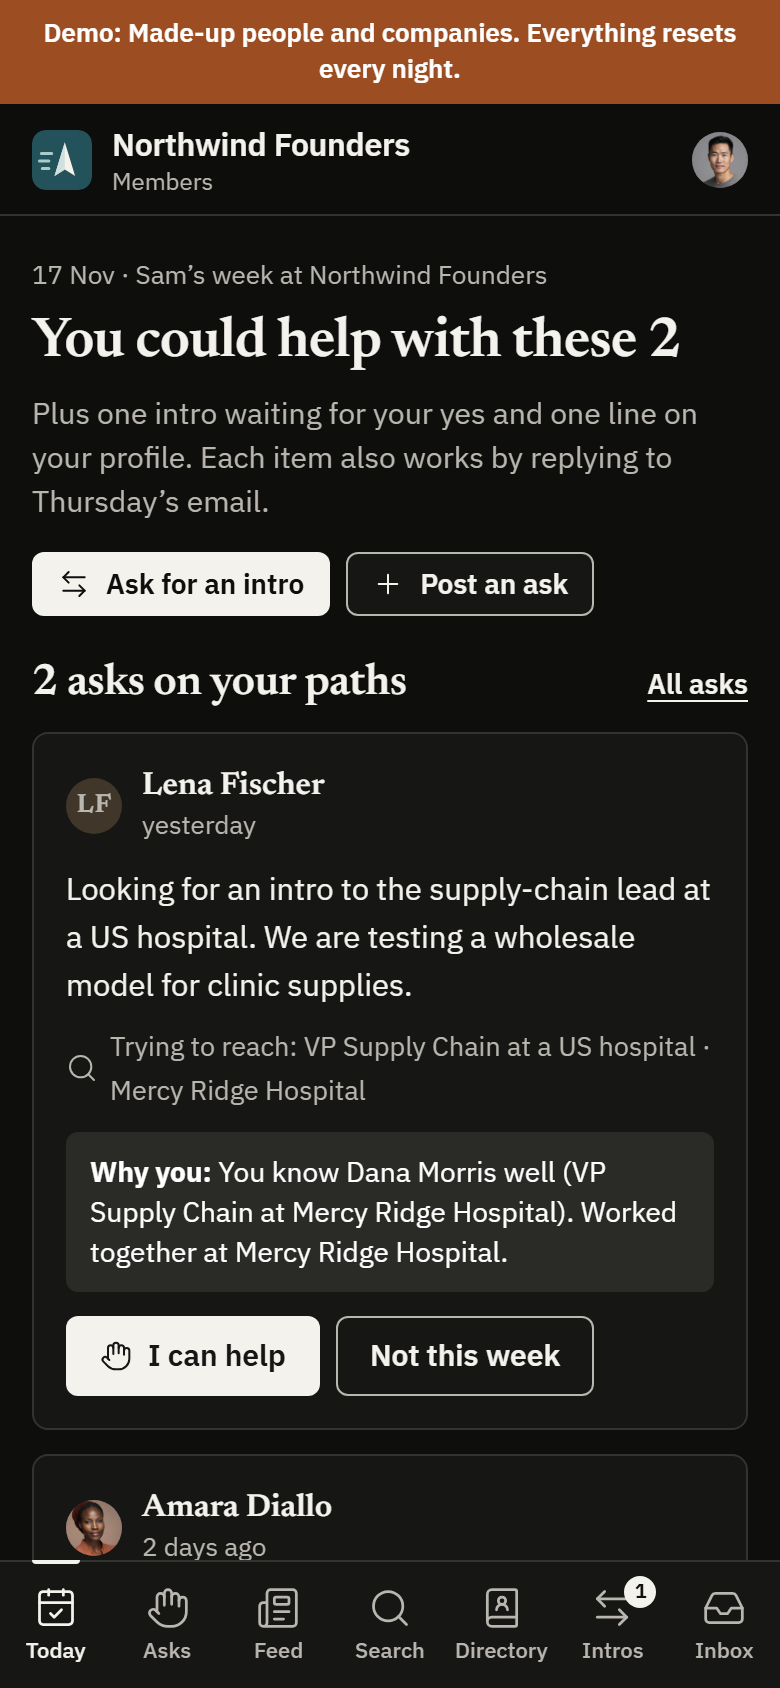 Demo: Made-up people and companies. Everything resets
every night.
Northwind Founders
Members
17 Nov · Sam’s week at Northwind Founders
You could help with these 2
Plus one intro waiting for your yes and one line on
your profile. Each item also works by replying to
Thursday’s email.
Ask for an intro
Post an ask
2 asks on your paths
All asks
LF
Lena Fischer
yesterday
Looking for an intro to the supply-chain lead at
a US hospital. We are testing a wholesale
model for clinic supplies.
Trying to reach: VP Supply Chain at a US hospital ·
Mercy Ridge Hospital
Why you: You know Dana Morris well (VP
Supply Chain at Mercy Ridge Hospital). Worked
together at Mercy Ridge Hospital.
I can help
Not this week
Amara Diallo
2 days ago
Today
Asks
Feed
Search
Directory
1
Intros
Inbox